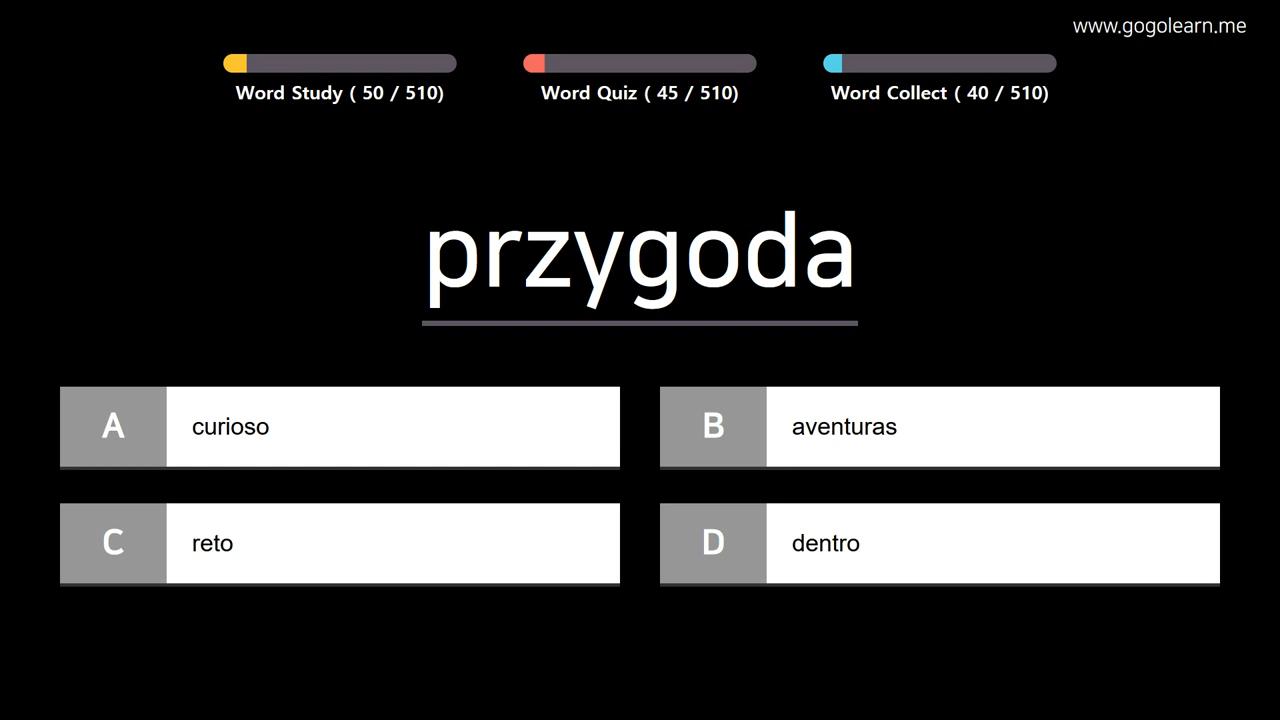 www.gogolearn.me
Word Study ( 50 / 510)
Word Quiz ( 45 / 510)
Word Collect ( 40 / 510)
przygoda
A curioso
B aventuras
C reto
D dentro